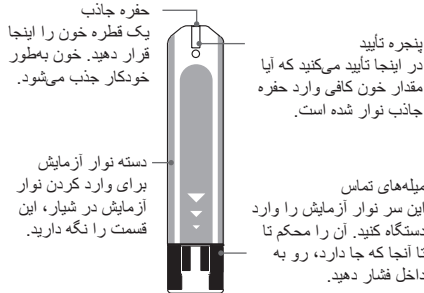 حفره جاذب
یک قطره خون را اینجا
قرار دهید. خون به‌طور
خودکار جذب می‌شود.
پنجره تأیید
در اینجا تأیید می‌کنید که آیا
مقدار خون کافی وارد حفره
جاذب نوار شده است.
دسته نوار آزمایش
برای وارد کردن نوار
آزمایش در شیار، این
قسمت را نگه دارید.
میله‌های تماس
این سر نوار آزمایش را وارد
دستگاه کنید. آن را محکم تا
تا آنجا که جا دارد، رو به
داخل فشار دهید.